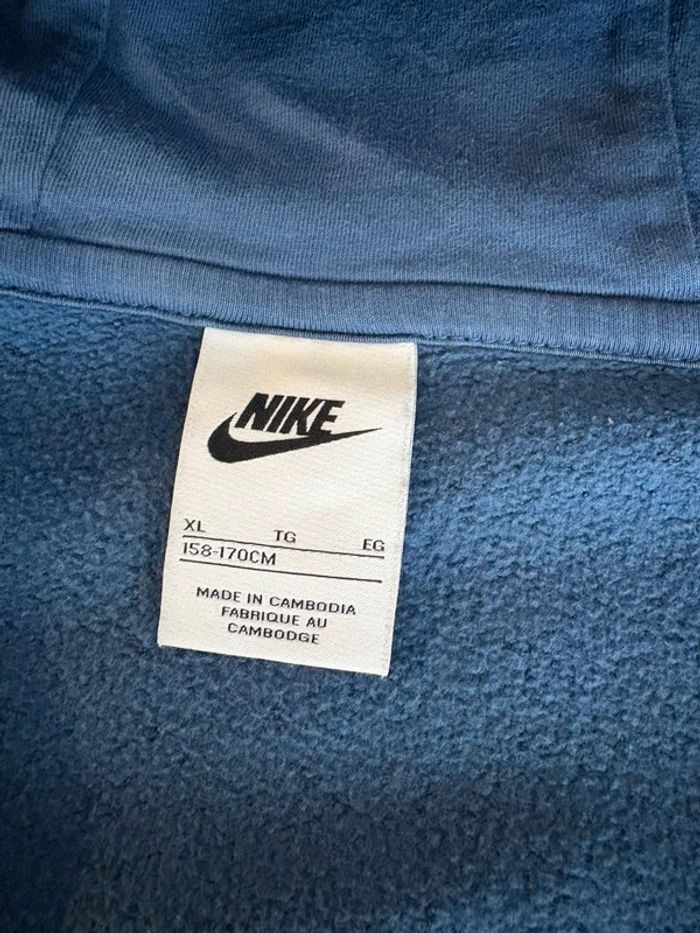 NIKE
XL TG EG
158-170CM
MADE IN CAMBODIA
FABRIQUE AU
CAMBODGE